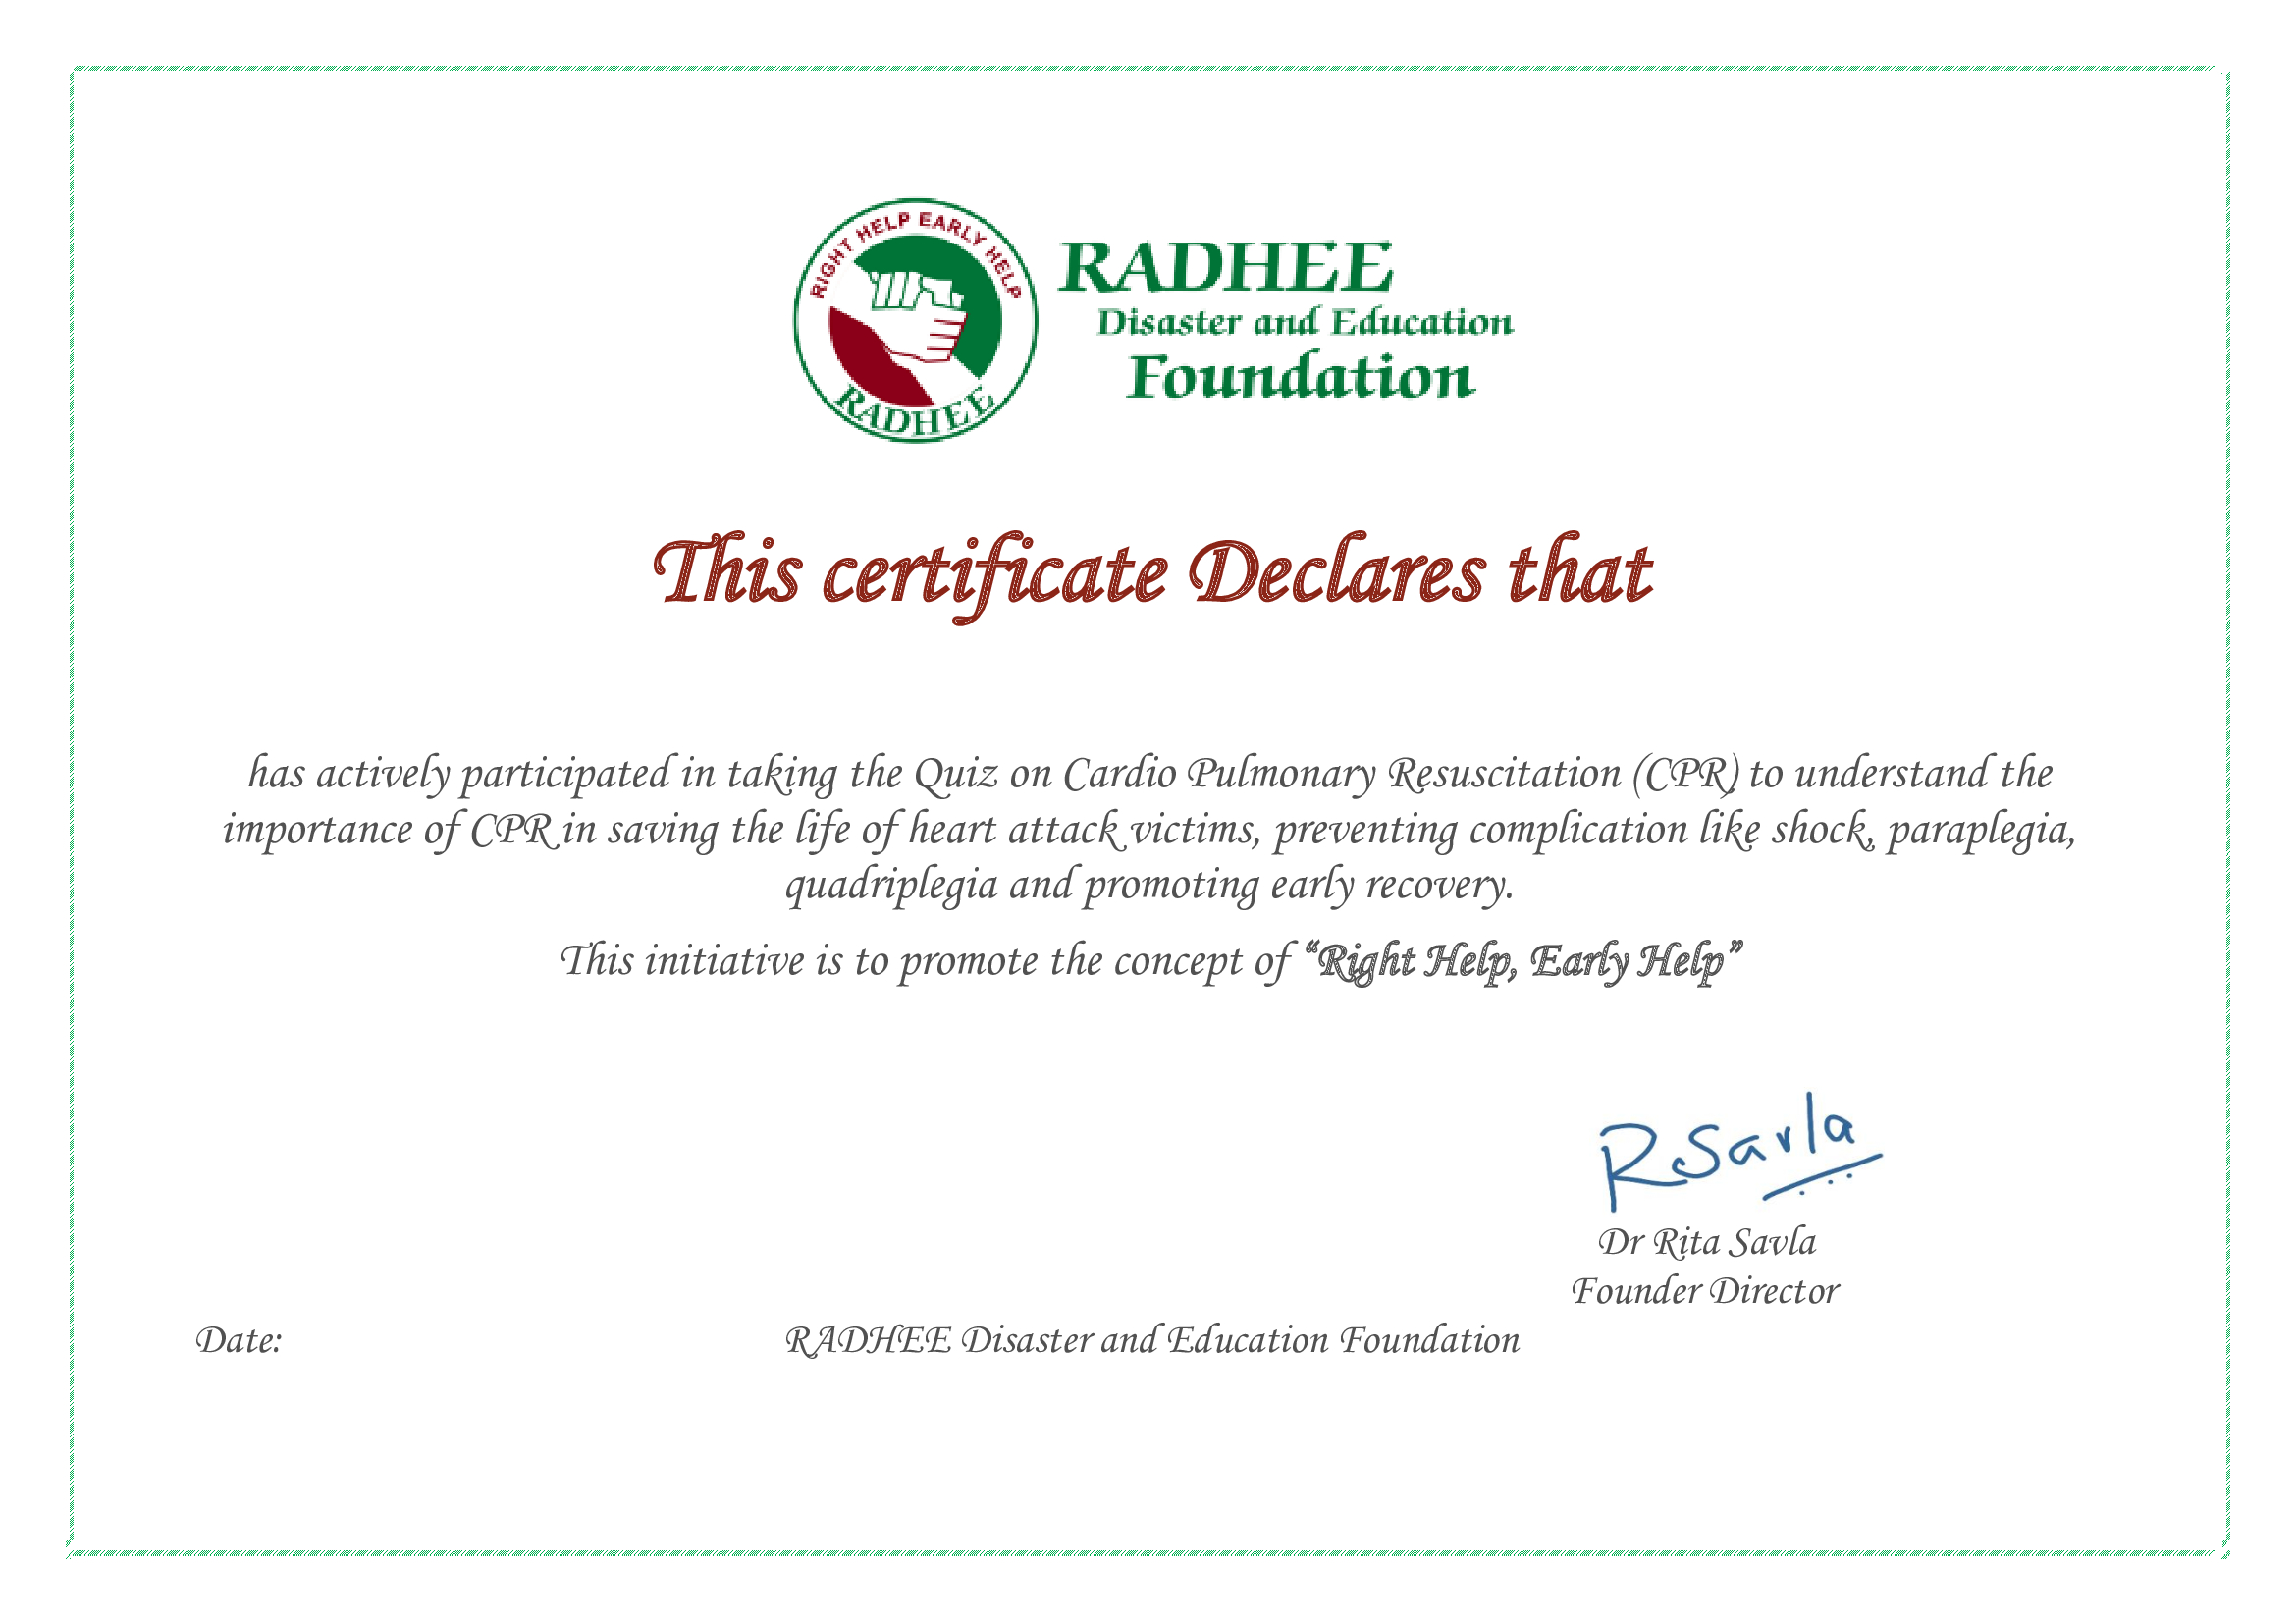 RIGHT HELP EARLY HELP
RADHEE
RADHEE
Disaster and Education
Foundation
This certificate Declares that
has actively participated in taking the Quiz on Cardio Pulmonary Resuscitation (CPR) to understand the
importance of CPR in saving the life of heart attack victims, preventing complication like shock, paraplegia,
quadriplegia and promoting early recovery.
This initiative is to promote the concept of “Right Help, Early Help”
R Savla
Dr Rita Savla
Founder Director
Date: RADHEE Disaster and Education Foundation